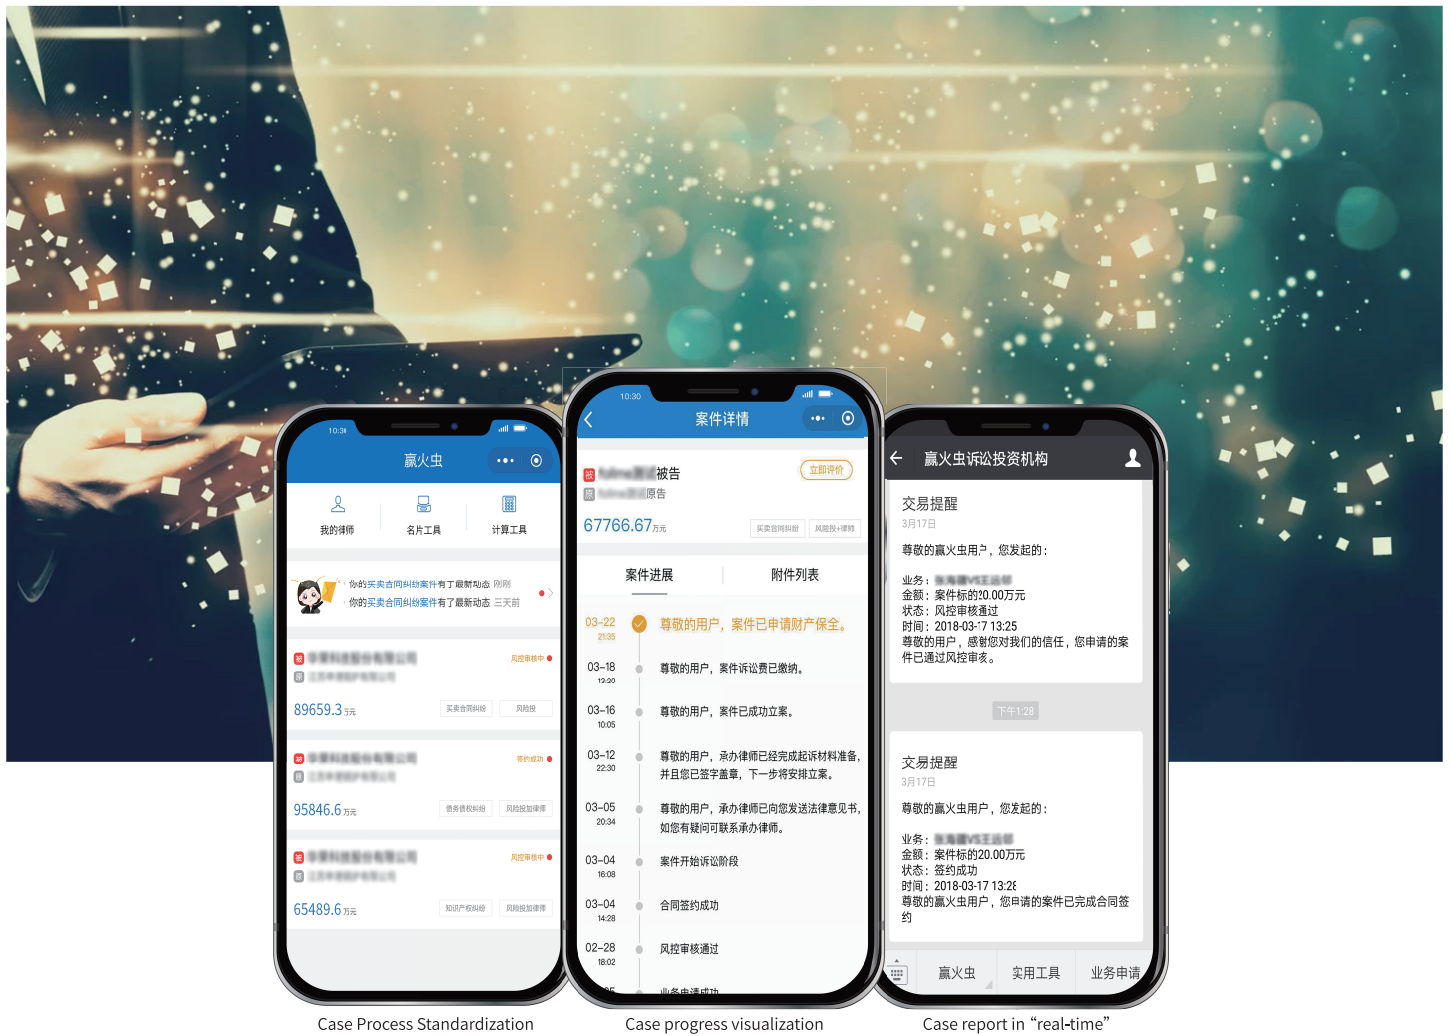 10:3
赢火虫
我的律师
名片工具
计算工具
你的买卖合同纠纷案件有了最新动态 刚刚
你的买卖合同纠纷案件有了最新动态 三天前
被
风控审核中
原
89659.3 万元
买卖合同纠纷
风险投
被
签约成功
原
95846.6 万元
债务债权纠纷
风险投加律师
被
风控审核中
原
65489.6 万元
知识产权纠纷
风险投加律师
Case Process Standardization
10:30
案件详情
被 被告
立即评价
原 原告
67766.67万元
买卖合同纠纷
风险投+律师
案件进展
附件列表
03-22
21:35
尊敬的用户，案件已申请财产保全。
03-18
尊敬的用户，案件诉讼费已缴纳。
03-16
10:05
尊敬的用户，案件已成功立案。
03-12
22:30
尊敬的用户，承办律师已经完成起诉材料准备，
并且您已签字盖章，下一步将安排立案。
03-05
20:34
尊敬的用户，承办律师已向您发送法律意见书，
如您有疑问可联系承办律师。
03-04
16:08
案件开始诉讼阶段
03-04
14:28
合同签约成功
02-28
18:02
风控审核通过
业务申请成功
Case progress visualization
赢火虫诉讼投资机构
交易提醒
3月17日
尊敬的赢火虫用户，您发起的：
业务：
金额：案件标的20.00万元
状态：风控审核通过
时间：2018-03-17 13:25
尊敬的用户，感谢您对我们的信任，您申请的案
件已通过风控审核。
下午1:28
交易提醒
3月17日
尊敬的赢火虫用户，您发起的：
业务：
金额：案件标的20.00万元
状态：签约成功
时间：2018-03-17 13:28
尊敬的赢火虫用户，您申请的案件已完成合同签
约
赢火虫
实用工具
业务申请
Case report in “real-time”